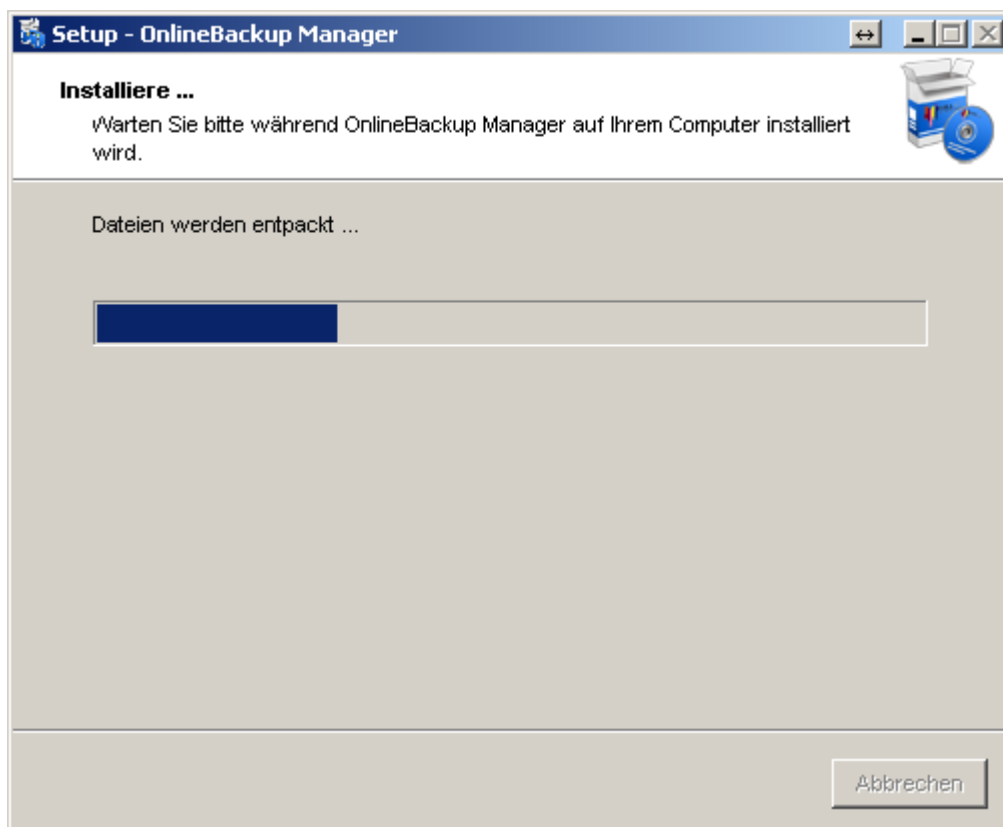 Setup - OnlineBackup Manager
Installiere ...
Warten Sie bitte während OnlineBackup Manager auf Ihrem Computer installiert
wird.
Dateien werden entpackt ...
Abbrechen